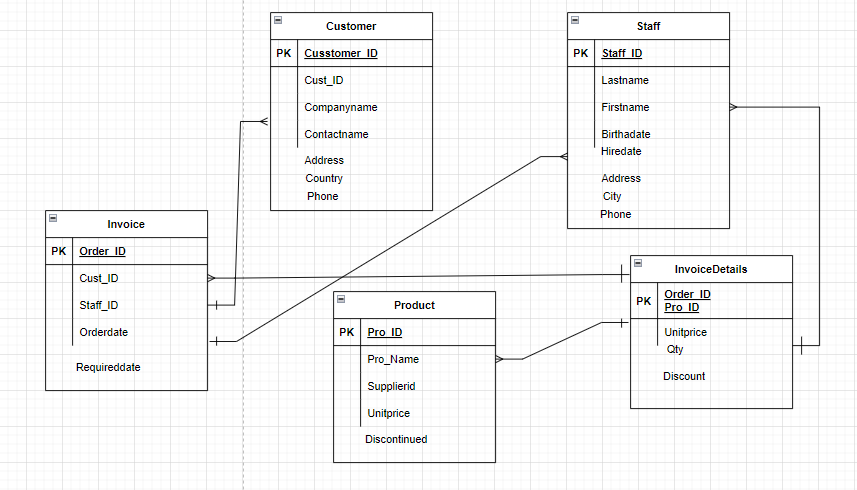 Customer
PK Cusstomer_ID
Cust_ID
Companyname
Contactname
Address
Country
Phone
Staff
PK Staff_ID
Lastname
Firstname
Birthadate
Hiredate
Address
City
Phone
Invoice
PK Order_ID
Cust_ID
Staff_ID
Orderdate
Requireddate
Product
PK Pro_ID
Pro_Name
Supplierid
Unitprice
Discontinued
InvoiceDetails
PK Order_ID
Pro_ID
Unitprice
Qty
Discount